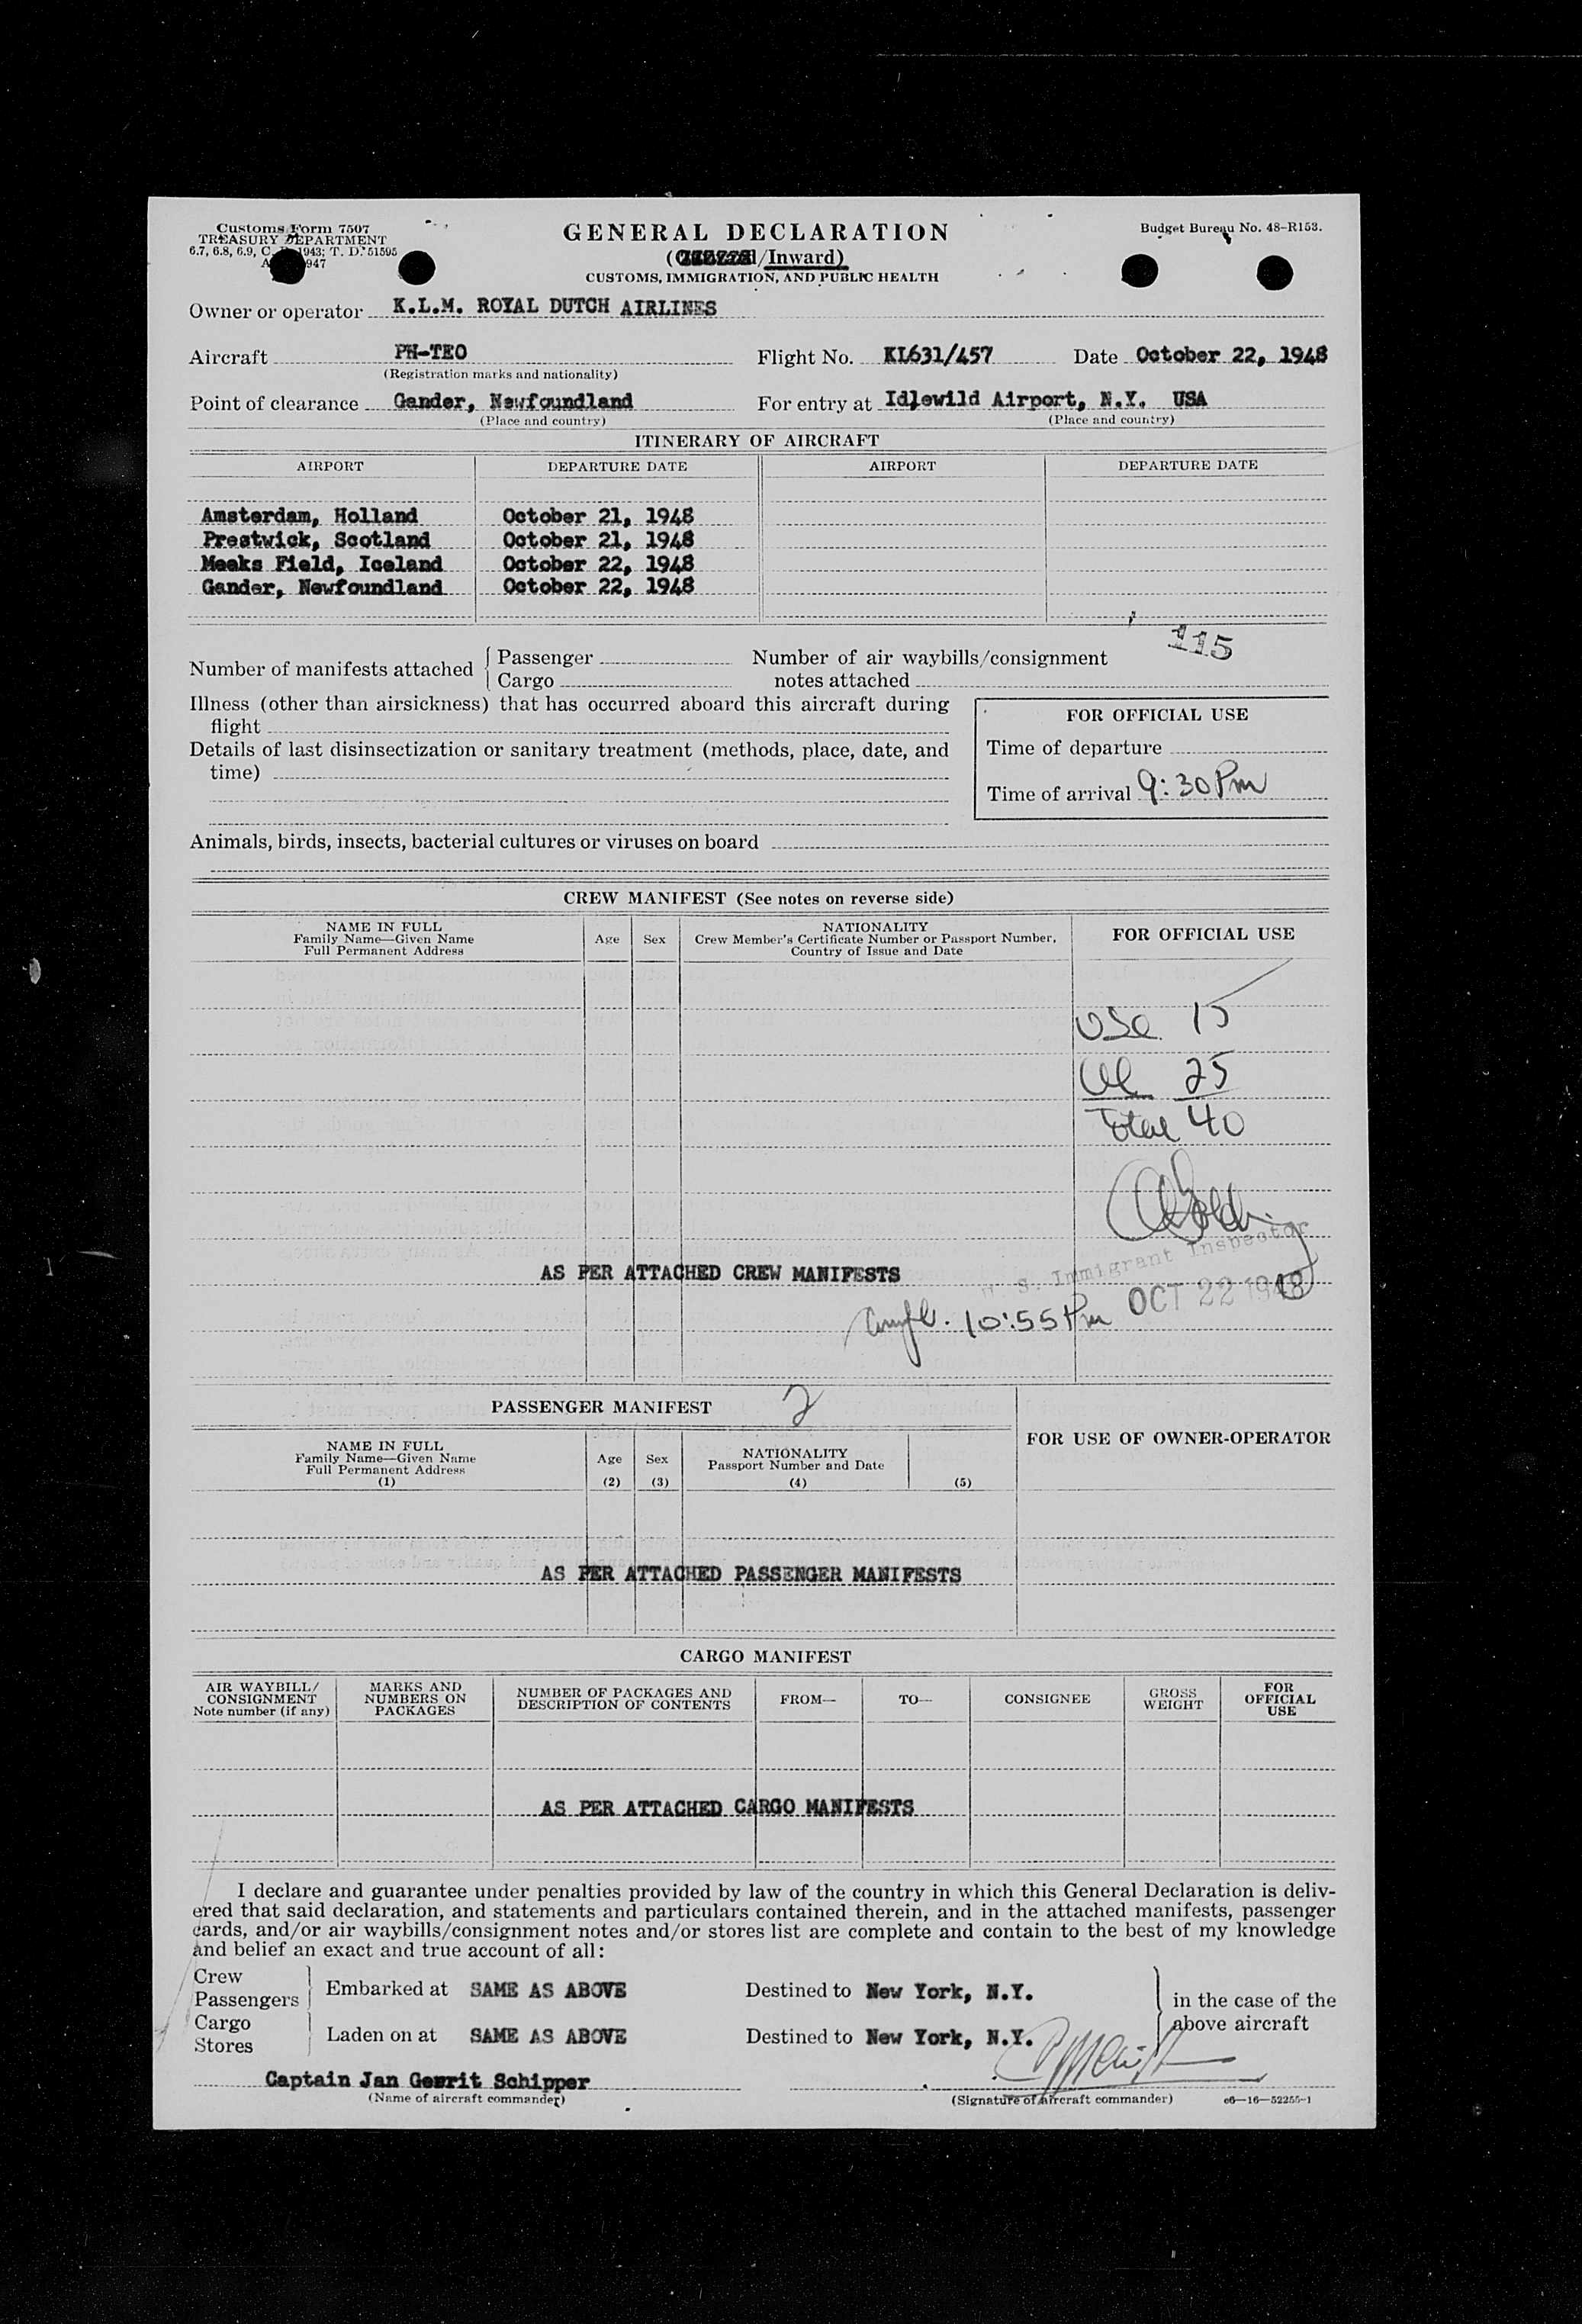 Customs Form 7507
TREASURY DEPARTMENT
6.7, 6.8, 6.9, C. 1943; T. D. 51595
947
GENERAL DECLARATION
( /Inward)
CUSTOMS, IMMIGRATION, AND PUBLIC HEALTH
Budget Bureau No. 48-R153.
Owner or operator K.L.M. ROYAL DUTCH AIRLINES
Aircraft PH-TEO Flight No. KL631/457 Date October 22, 1948
(Registration marks and nationality)
Point of clearance Gander, Newfoundland For entry at Idlewild Airport, N.Y. USA
(Place and country) (Place and country)
ITINERARY OF AIRCRAFT
AIRPORT DEPARTURE DATE AIRPORT DEPARTURE DATE
Amsterdam, Holland October 21, 1948
Prestwick, Scotland October 21, 1948
Meeks Field, Iceland October 22, 1948
Gander, Newfoundland October 22, 1948
115
Number of manifests attached { Passenger Number of air waybills/consignment
Cargo notes attached
Illness (other than airsickness) that has occurred aboard this aircraft during
flight
Details of last disinsectization or sanitary treatment (methods, place, date, and
time)
FOR OFFICIAL USE
Time of departure
Time of arrival 9:30 Pm
Animals, birds, insects, bacterial cultures or viruses on board
CREW MANIFEST (See notes on reverse side)
NAME IN FULL
Family Name—Given Name
Full Permanent Address
Age
Sex
NATIONALITY
Crew Member's Certificate Number or Passport Number,
Country of Issue and Date
FOR OFFICIAL USE
USC 15
25
Total 40
U. S. Immigrant Inspector
AS PER ATTACHED CREW MANIFESTS
OCT 22 1948
10:55 Pm
PASSENGER MANIFEST 2
NAME IN FULL
Family Name—Given Name
Full Permanent Address
(1)
Age
(2)
Sex
(3)
NATIONALITY
Passport Number and Date
(4)
(5)
FOR USE OF OWNER-OPERATOR
AS PER ATTACHED PASSENGER MANIFESTS
CARGO MANIFEST
AIR WAYBILL/
CONSIGNMENT
Note number (if any)
MARKS AND
NUMBERS ON
PACKAGES
NUMBER OF PACKAGES AND
DESCRIPTION OF CONTENTS
FROM—
TO—
CONSIGNEE
GROSS
WEIGHT
FOR
OFFICIAL
USE
AS PER ATTACHED CARGO MANIFESTS
I declare and guarantee under penalties provided by law of the country in which this General Declaration is deliv-
ered that said declaration, and statements and particulars contained therein, and in the attached manifests, passenger
cards, and/or air waybills/consignment notes and/or stores list are complete and contain to the best of my knowledge
and belief an exact and true account of all:
Crew
Passengers
Embarked at SAME AS ABOVE Destined to New York, N.Y.
Cargo
Stores
Laden on at SAME AS ABOVE Destined to New York, N.Y.
in the case of the
above aircraft
Captain Jan Gerrit Schipper
(Name of aircraft commander) (Signature of aircraft commander) c6—16—52255-1